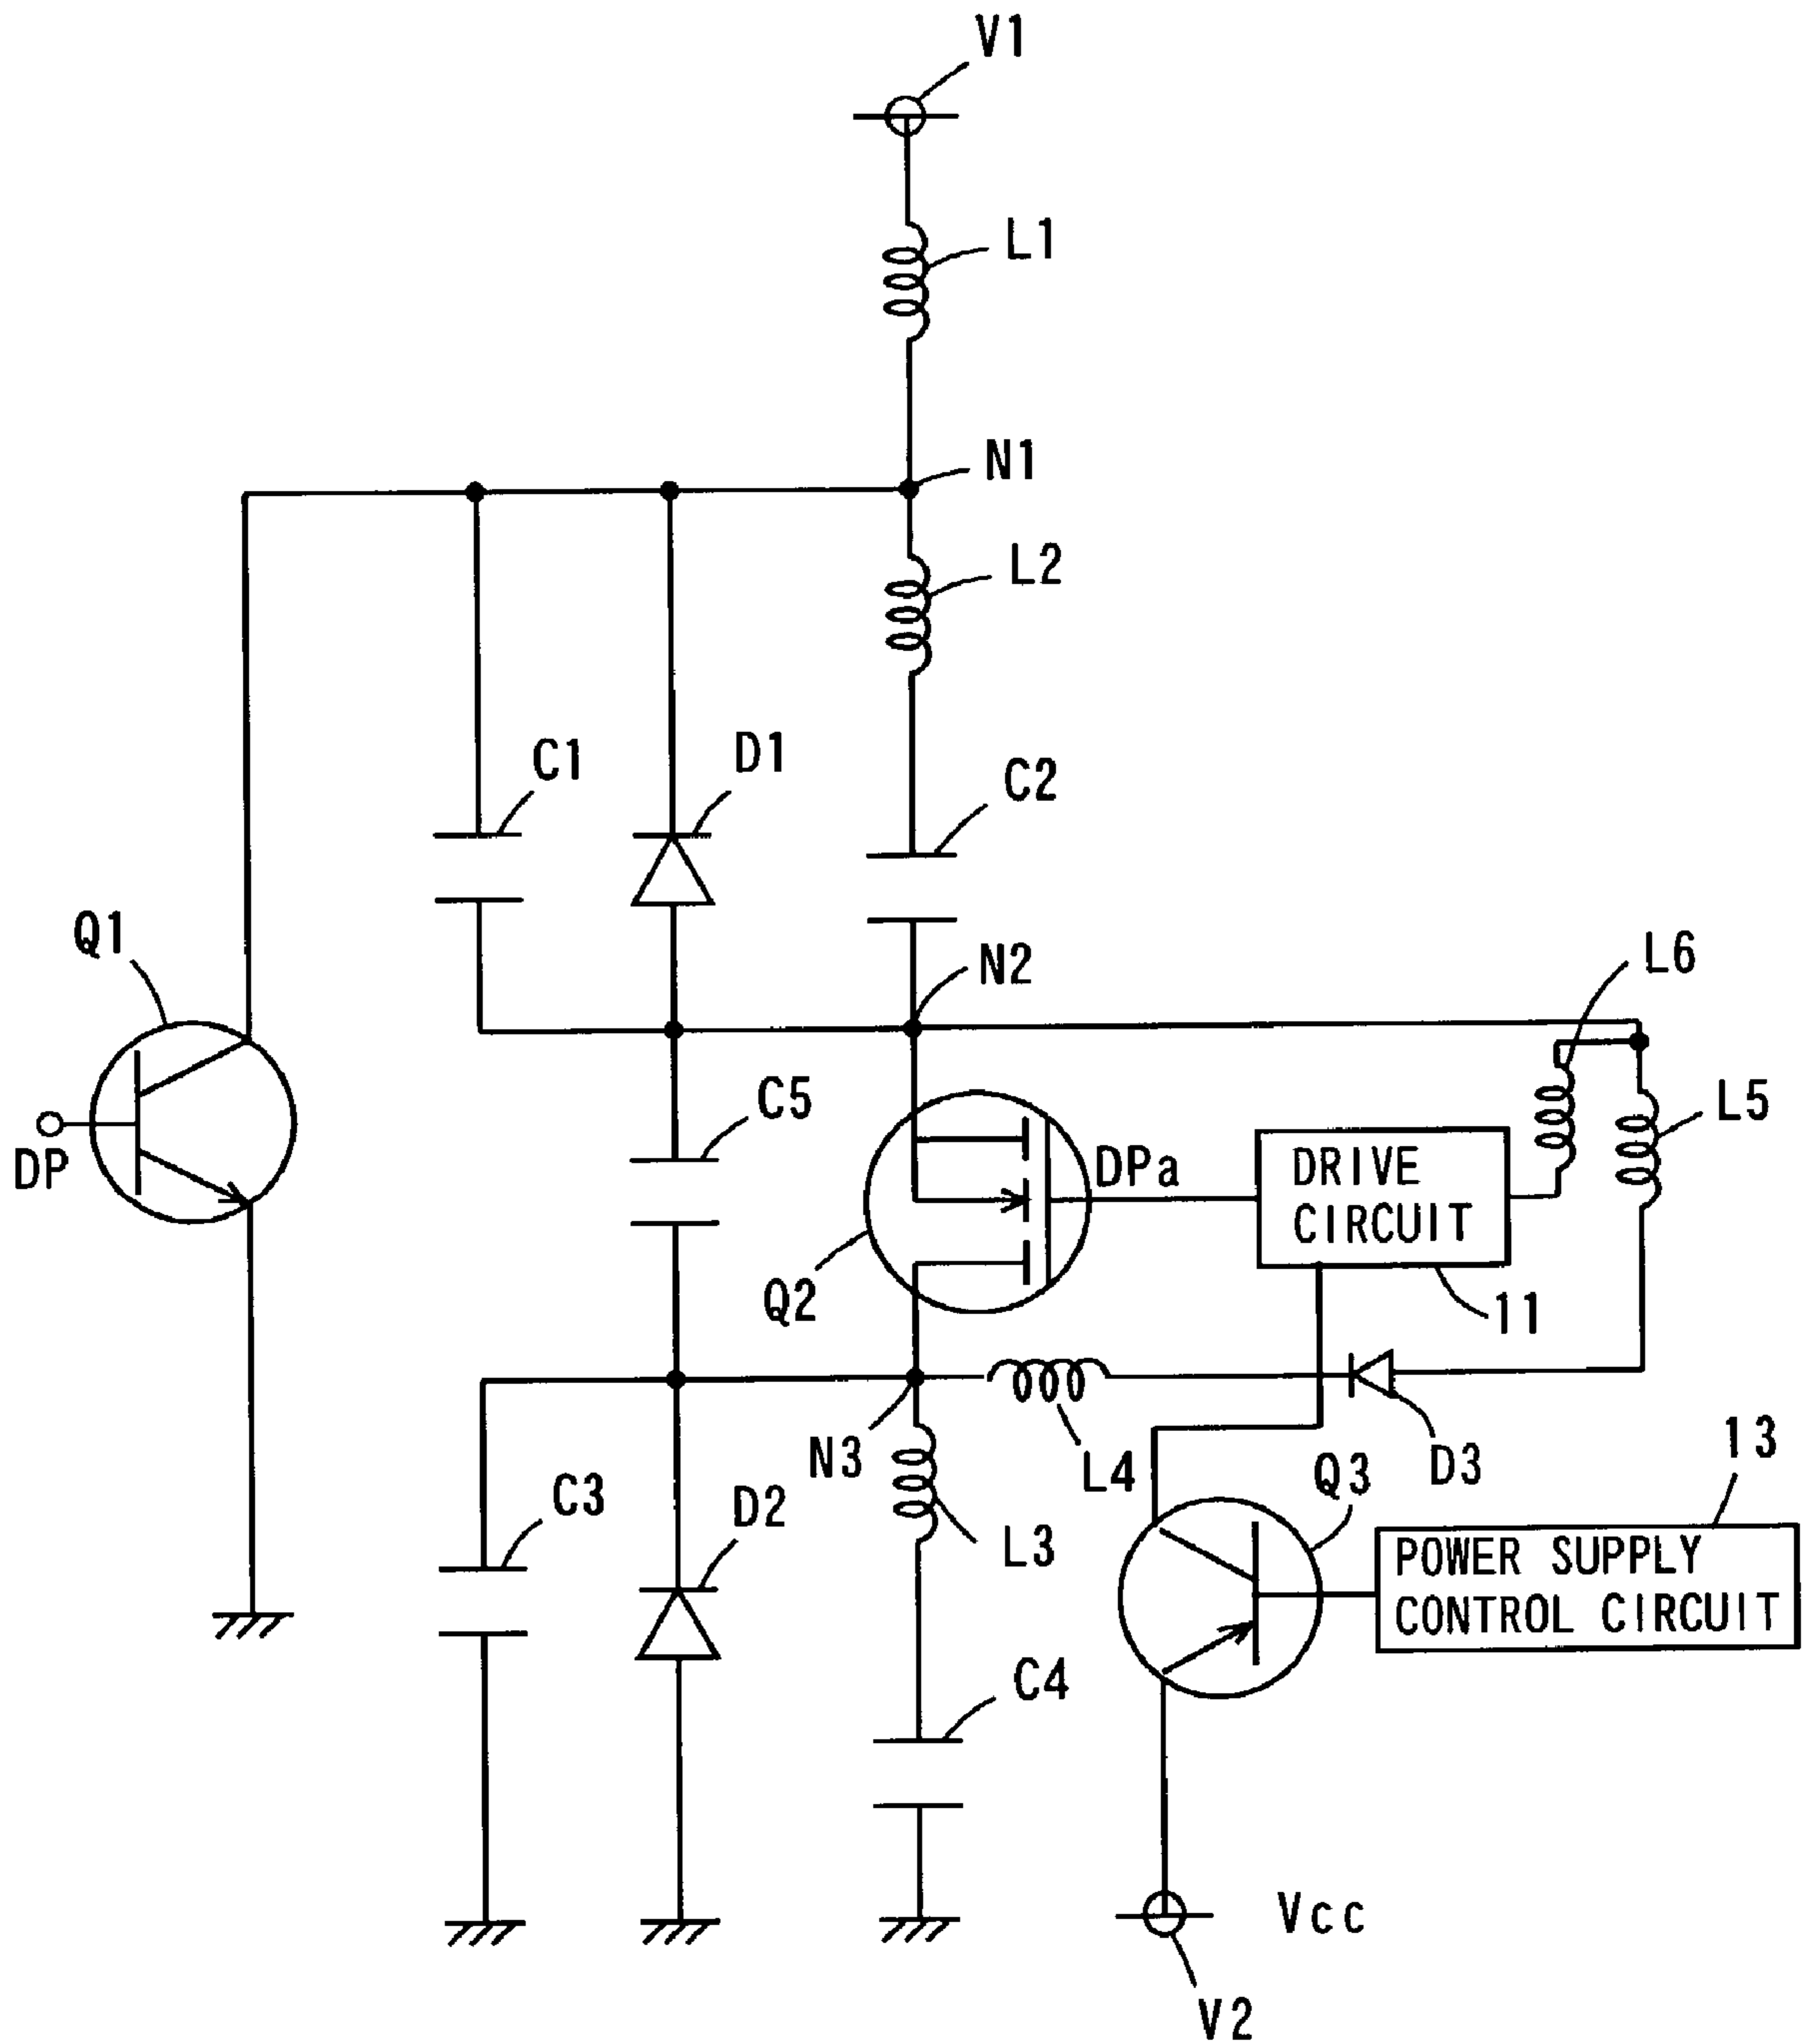 V1
L1
N1
L2
C1
D1
C2
Q1
N2
L6
C5
L5
DP
DPa
DRIVE
CIRCUIT
Q2
11
N3
L4
D3
13
C3
D2
Q3
L3
POWER SUPPLY
CONTROL CIRCUIT
C4
Vcc
V2